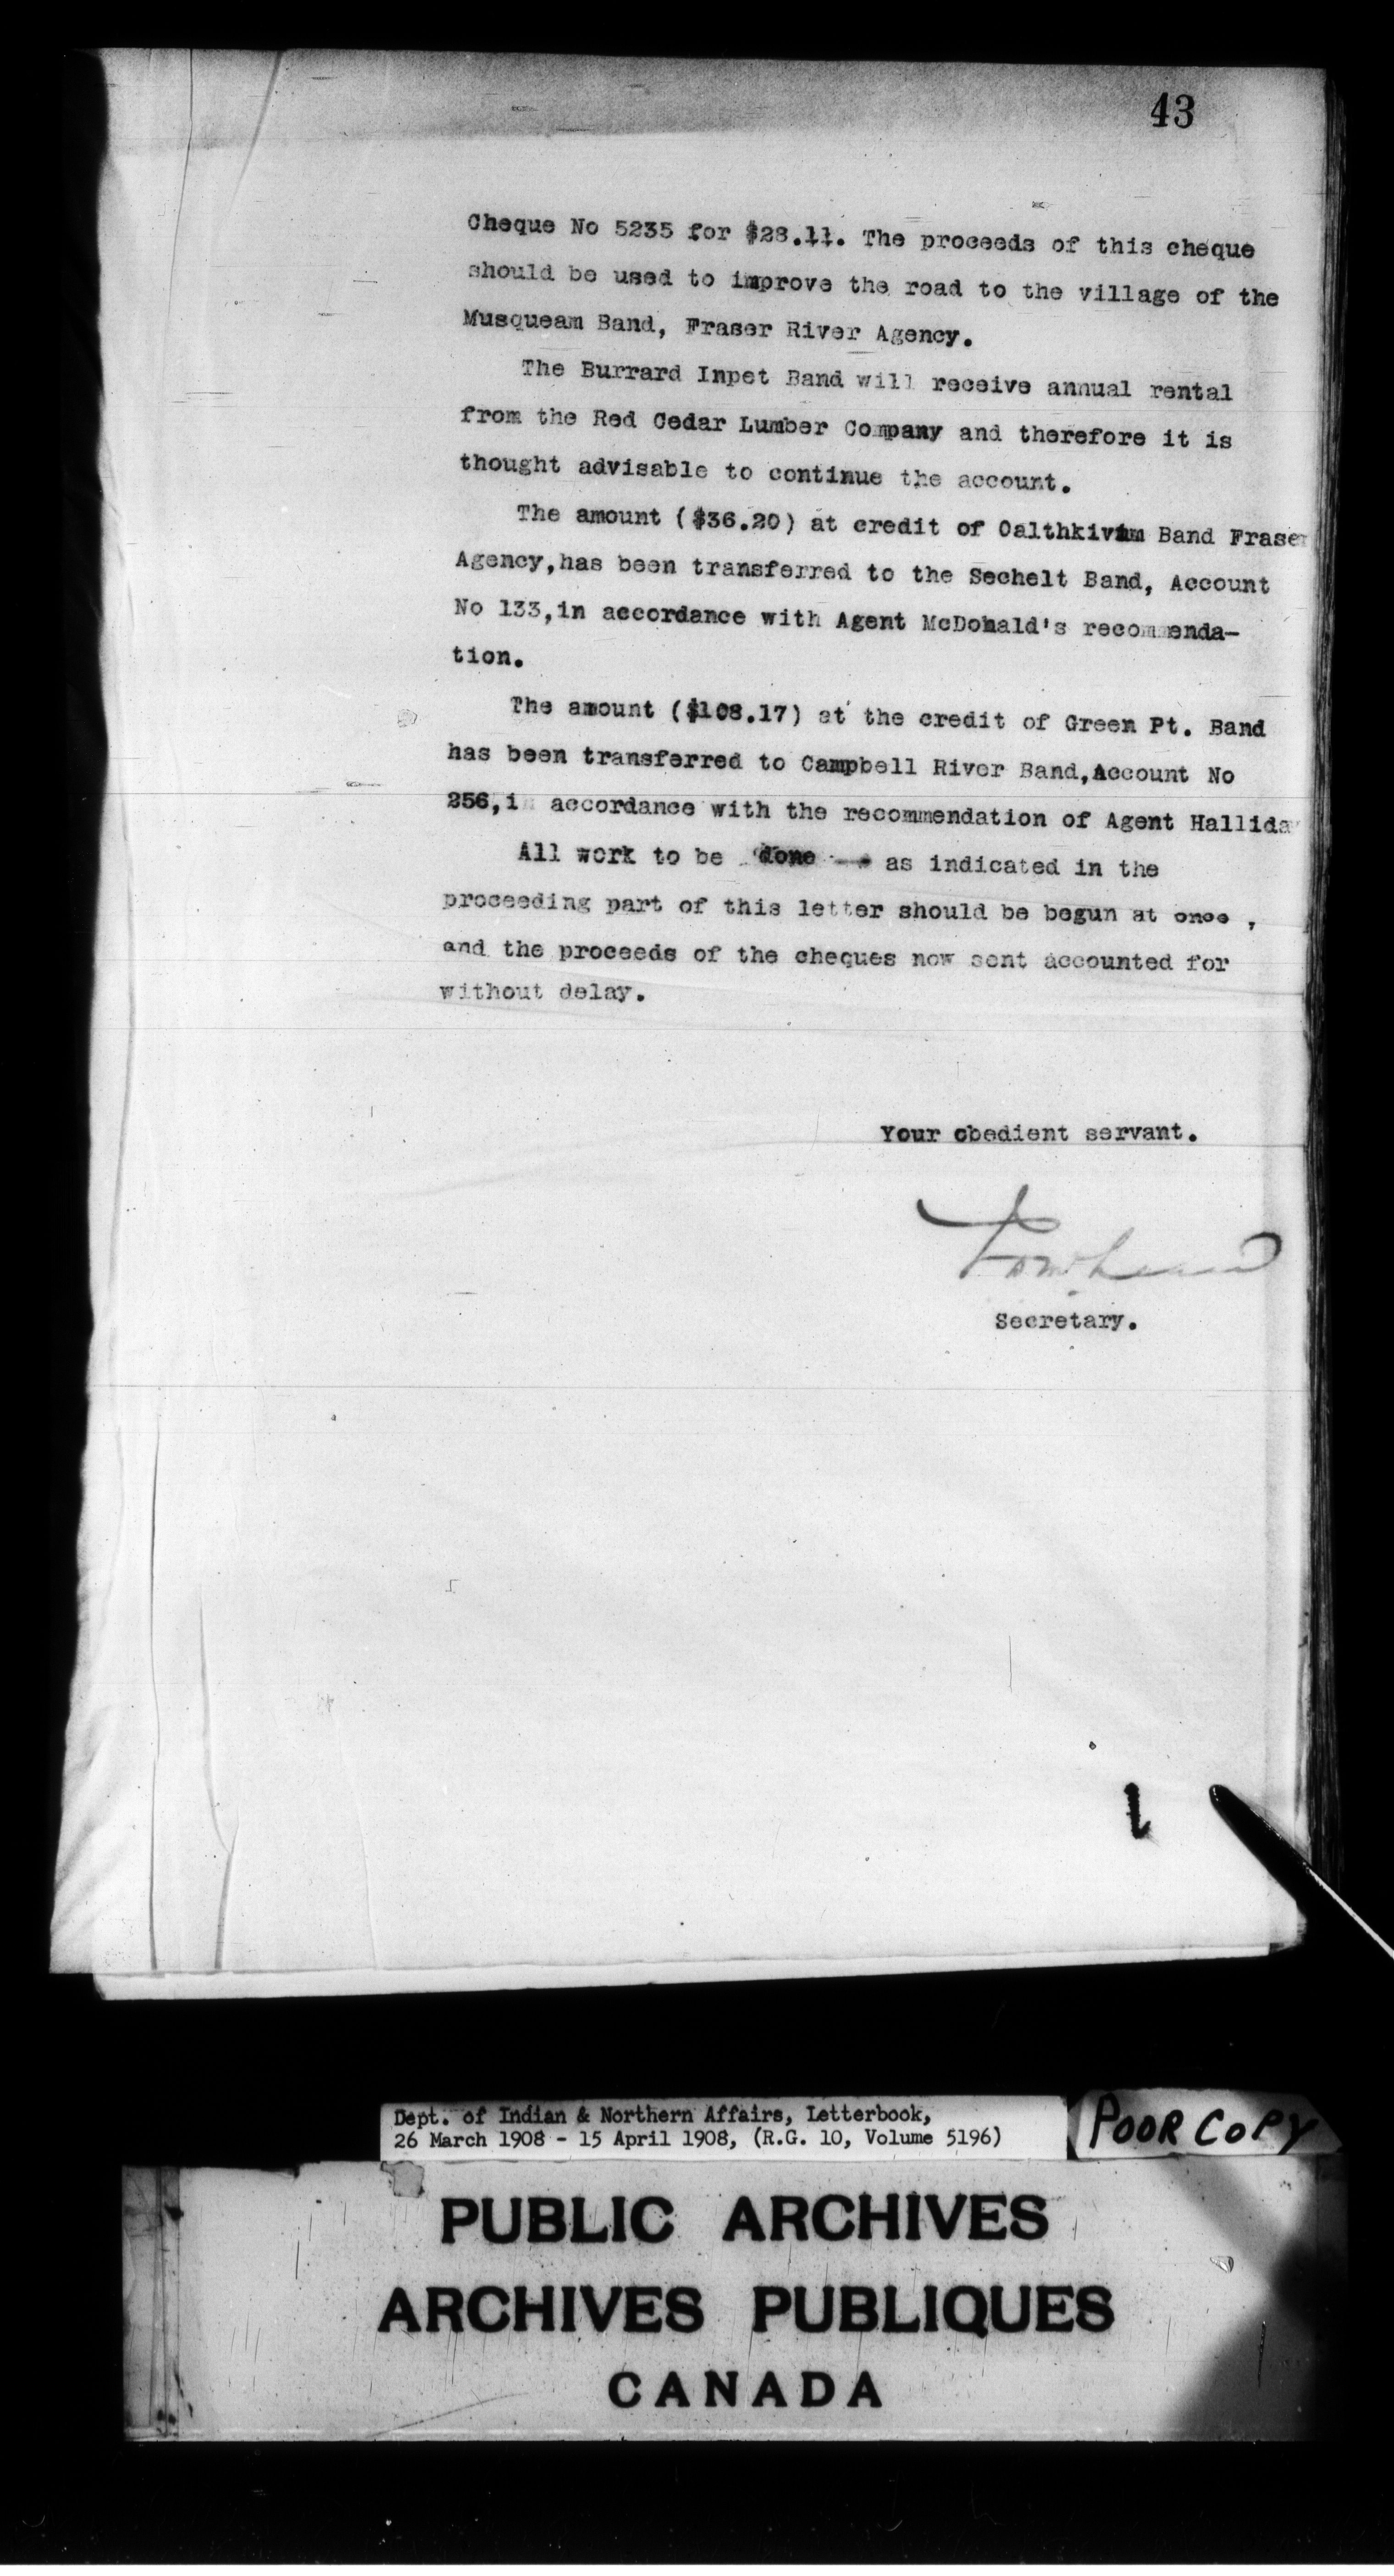 43
Cheque No 5235 for $28.11. The proceeds of this cheque
should be used to improve the road to the village of the
Musqueam Band, Fraser River Agency.
The Burrard Inpet Band will receive annual rental
from the Red Cedar Lumber Company and therefore it is
thought advisable to continue the account.
The amount ($36.20) at credit of Calthkivim Band Fraser
Agency,has been transferred to the Sechelt Band, Account
No 133,in accordance with Agent McDonald's recommenda-
tion.
The amount ($108.17) at the credit of Green Pt. Band
has been transferred to Campbell River Band,Account No
256,in accordance with the recommendation of Agent Halliday
All work to be done as indicated in the
proceeding part of this letter should be begun at once ,
and the proceeds of the cheques now sent accounted for
without delay.
Your obedient servant.
Secretary.
Dept. of Indian & Northern Affairs, Letterbook,
26 March 1908 - 15 April 1908, (R.G. 10, Volume 5196)
POOR COPY
PUBLIC ARCHIVES
ARCHIVES PUBLIQUES
CANADA